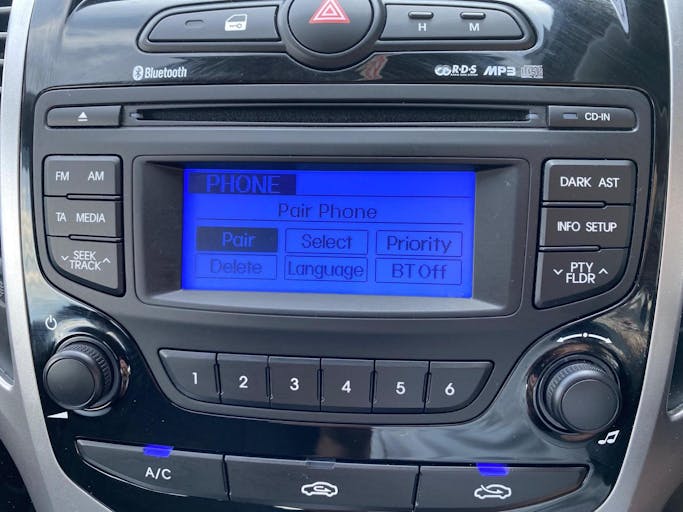 H M
Bluetooth
R·D·S MP3
CD-IN
FM AM
TA MEDIA
SEEK
TRACK
PHONE
Pair Phone
Pair Select Priority
Delete Language BT Off
DARK AST
INFO SETUP
PTY
FLDR
1 2 3 4 5 6
A/C